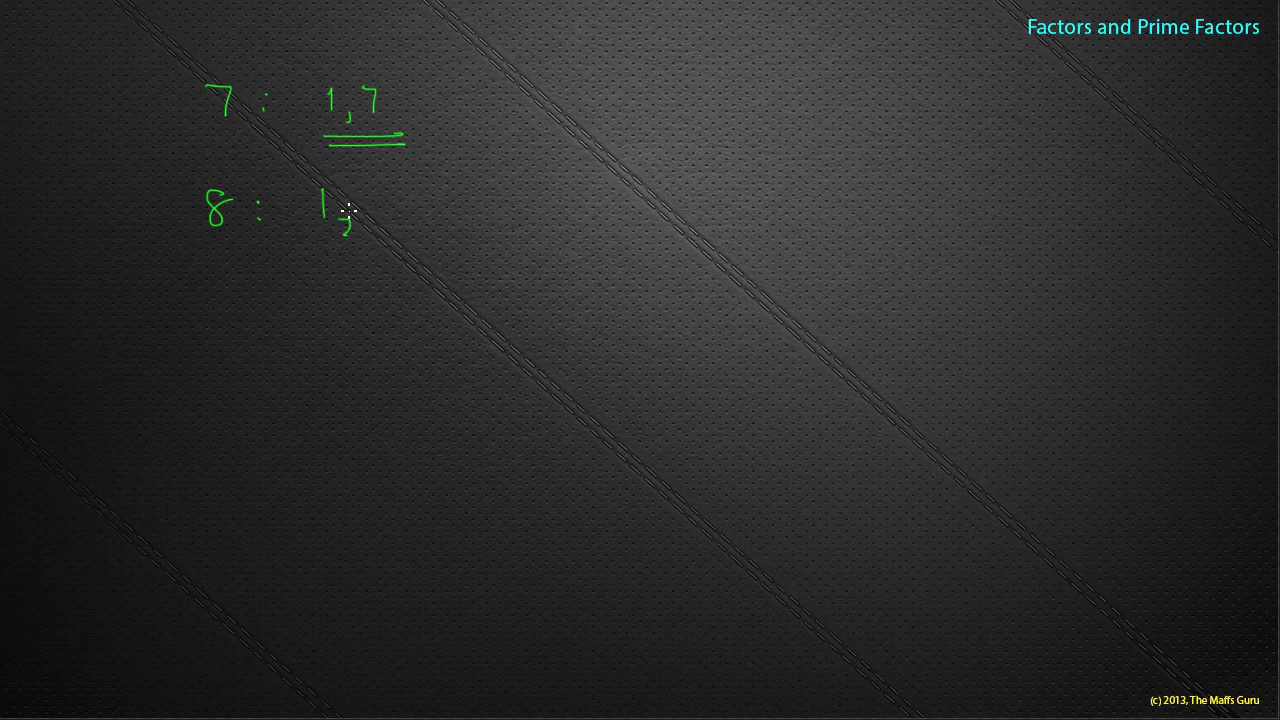 Factors and Prime Factors
7 : 1, 7
8 : 1,
(c) 2013, The Maffs Guru